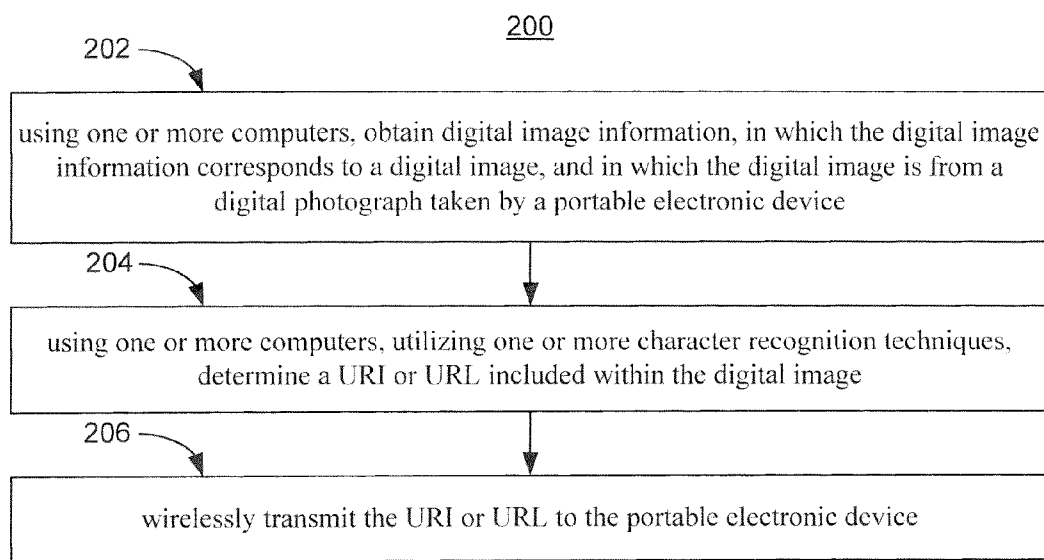 200
202
using one or more computers, obtain digital image information, in which the digital image
information corresponds to a digital image, and in which the digital image is from a
digital photograph taken by a portable electronic device
204
using one or more computers, utilizing one or more character recognition techniques,
determine a URI or URL included within the digital image
206
wirelessly transmit the URI or URL to the portable electronic device